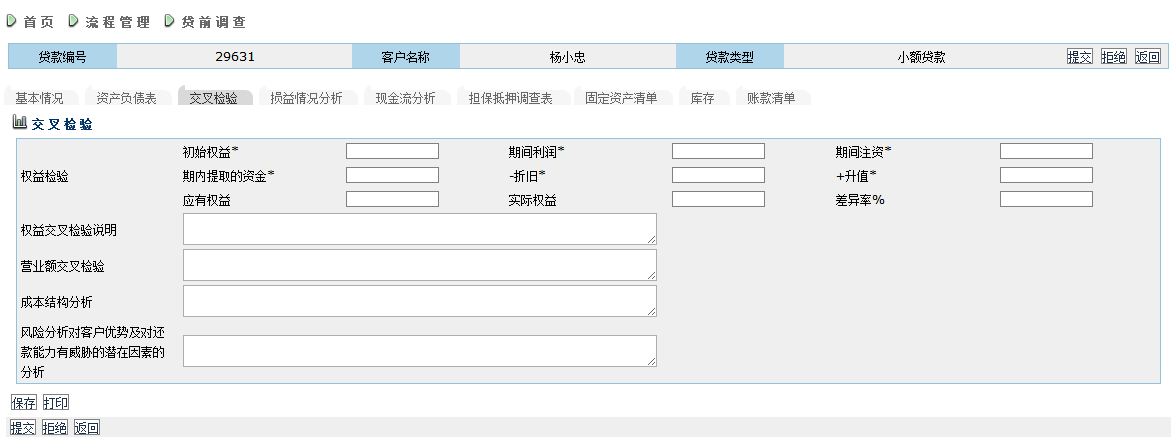 首页 流程管理 贷前调查
贷款编号 29631 客户名称 杨小忠 贷款类型 小额贷款 提交 拒绝 返回
基本情况 资产负债表 交叉检验 损益情况分析 现金流分析 担保抵押调查表 固定资产清单 库存 账款清单
交叉检验
初始权益* 期间利润* 期间注资*
权益检验 期内提取的资金* -折旧* +升值*
应有权益 实际权益 差异率%
权益交叉检验说明
营业额交叉检验
成本结构分析
风险分析对客户优势及对还
款能力有威胁的潜在因素的
分析
保存 打印
提交 拒绝 返回